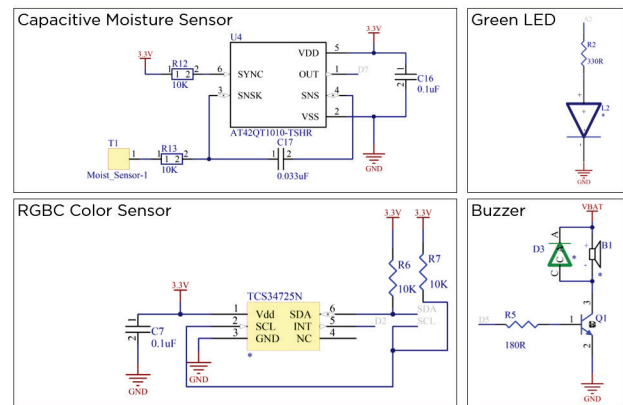 Capacitive Moisture Sensor
U4
3.3V
3.3V
R12
1 2
10K
6
SYNC
VDD
5
OUT
1
D7
3
SNSK
SNS
4
VSS
2
AT42QT1010-TSHR
1
2
C16
0.1uF
GND
T1
1
Moist_Sensor-1
R13
1 2
10K
C17
1
2
0.033uF
Green LED
A2
R2
330R
+
L2
*
-
GND
RGBC Color Sensor
3.3V
3.3V
3.3V
R6
10K
R7
10K
TCS34725N
1
Vdd
SDA
6
SDA
2
SCL
INT
5
D2
SCL
3
GND
NC
4
*
1
2
C7
0.1uF
GND
GND
Buzzer
VBAT
D3
A
C
*
+
-
B1
*
D5
R5
180R
1
3
Q1
2
GND